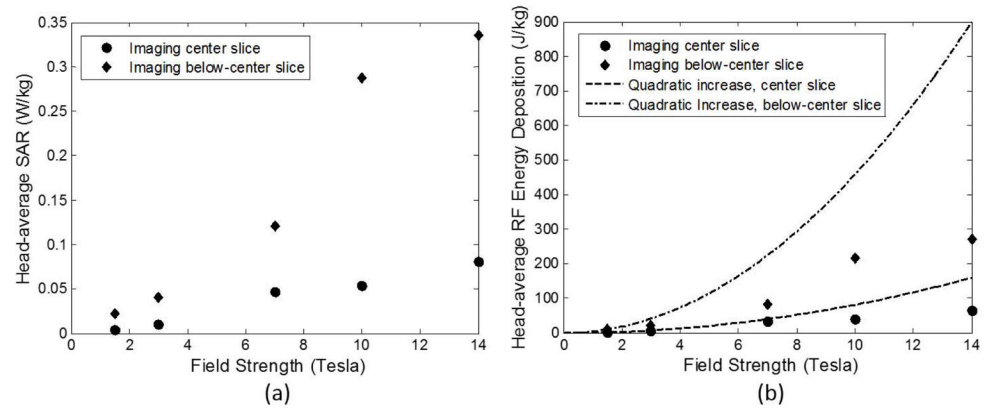 0.35
0.3
0.25
0.2
0.15
0.1
0.05
0
0 2 4 6 8 10 12 14
Head-average SAR (W/kg)
Imaging center slice
Imaging below-center slice
Field Strength (Tesla)
(a)
900
800
700
600
500
400
300
200
100
0
0 2 4 6 8 10 12 14
Head-average RF Energy Deposition (J/kg)
Imaging center slice
Imaging below-center slice
Quadratic increase, center slice
Quadratic Increase, below-center slice
Field Strength (Tesla)
(b)